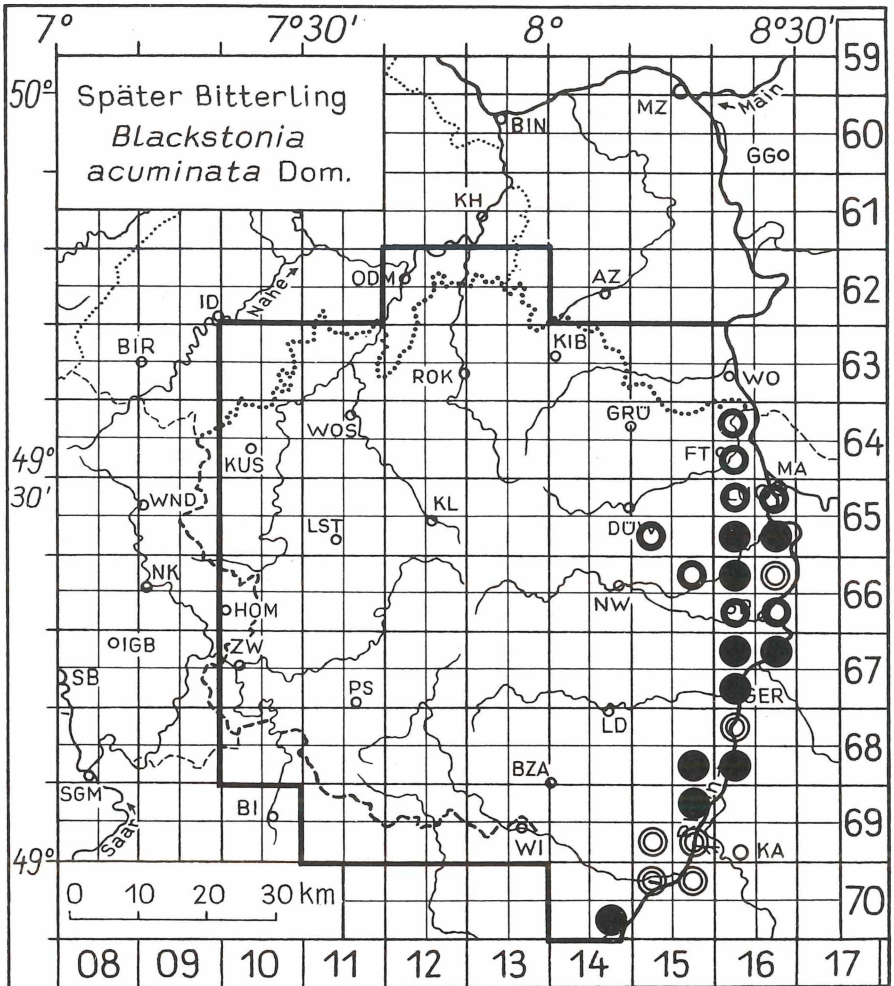 7° 7°30' 8° 8°30'
59
50°
Später Bitterling
Blackstonia
acuminata Dom.
MZ
Main
BIN
60
GG
KH
61
ODM
AZ
62
ID
Nahe
KIB
BIR
ROK
63
WO
WOS
GRÜ
64
49°
30'
KUS
FT
MA
WND
KL
65
LST
DÜW
NK
66
HOM
NW
IGB
ZW
67
SB
PS
GER
LD
68
BZA
SGM
BI
69
Saar
WI
KA
49°
0 10 20 30 km
70
08 09 10 11 12 13 14 15 16 17